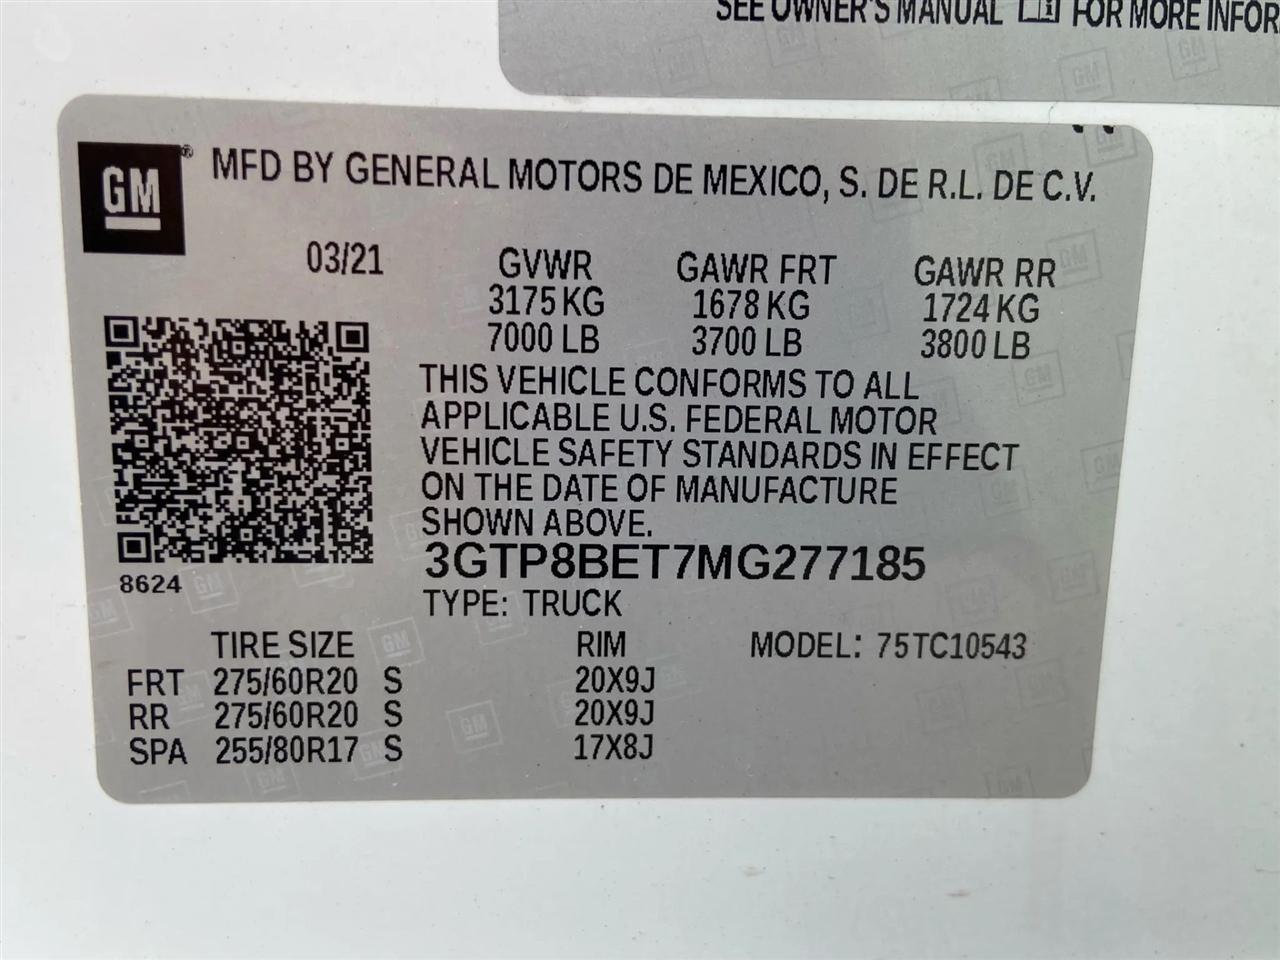 SEE OWNER'S MANUAL FOR MORE INFOR
GM® MFD BY GENERAL MOTORS DE MEXICO, S. DE R.L. DE C.V.
03/21 GVWR GAWR FRT GAWR RR
3175 KG 1678 KG 1724 KG
7000 LB 3700 LB 3800 LB
THIS VEHICLE CONFORMS TO ALL
APPLICABLE U.S. FEDERAL MOTOR
VEHICLE SAFETY STANDARDS IN EFFECT
ON THE DATE OF MANUFACTURE
SHOWN ABOVE.
3GTP8BET7MG277185
8624
TYPE: TRUCK
TIRE SIZE RIM MODEL: 75TC10543
FRT 275/60R20 S 20X9J
RR 275/60R20 S 20X9J
SPA 255/80R17 S 17X8J